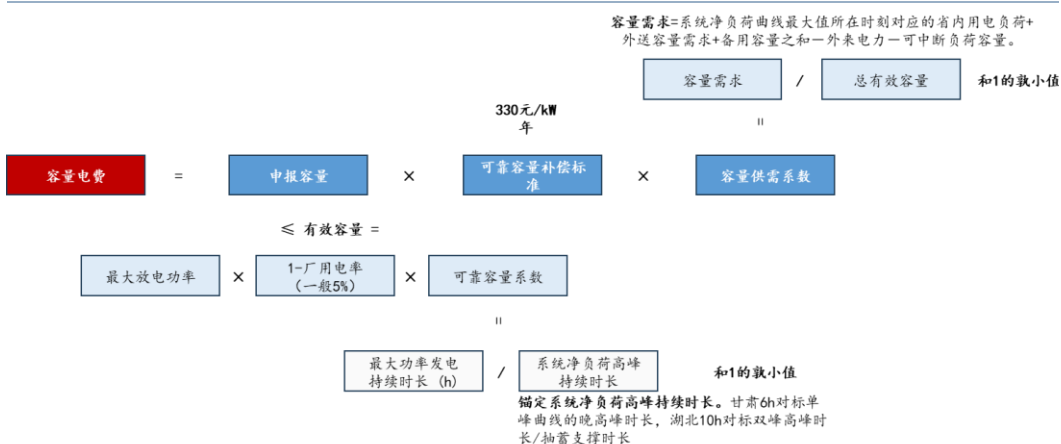 容量需求=系统净负荷曲线最大值所在时刻对应的省内用电负荷+
外送容量需求+备用容量之和－外来电力－可中断负荷容量。
容量需求 / 总有效容量 和1的孰小值
330元/kW
年
=
容量电费 = 申报容量 × 可靠容量补偿标
准 × 容量供需系数
≤ 有效容量 =
最大放电功率 × 1-厂用电率
（一般5%） × 可靠容量系数
=
最大功率发电
持续时长 (h) / 系统净负荷高峰
持续时长 和1的孰小值
锚定系统净负荷高峰持续时长。甘肃6h对标单
峰曲线的晚高峰时长，湖北10h对标双峰高峰时
长/抽蓄支撑时长